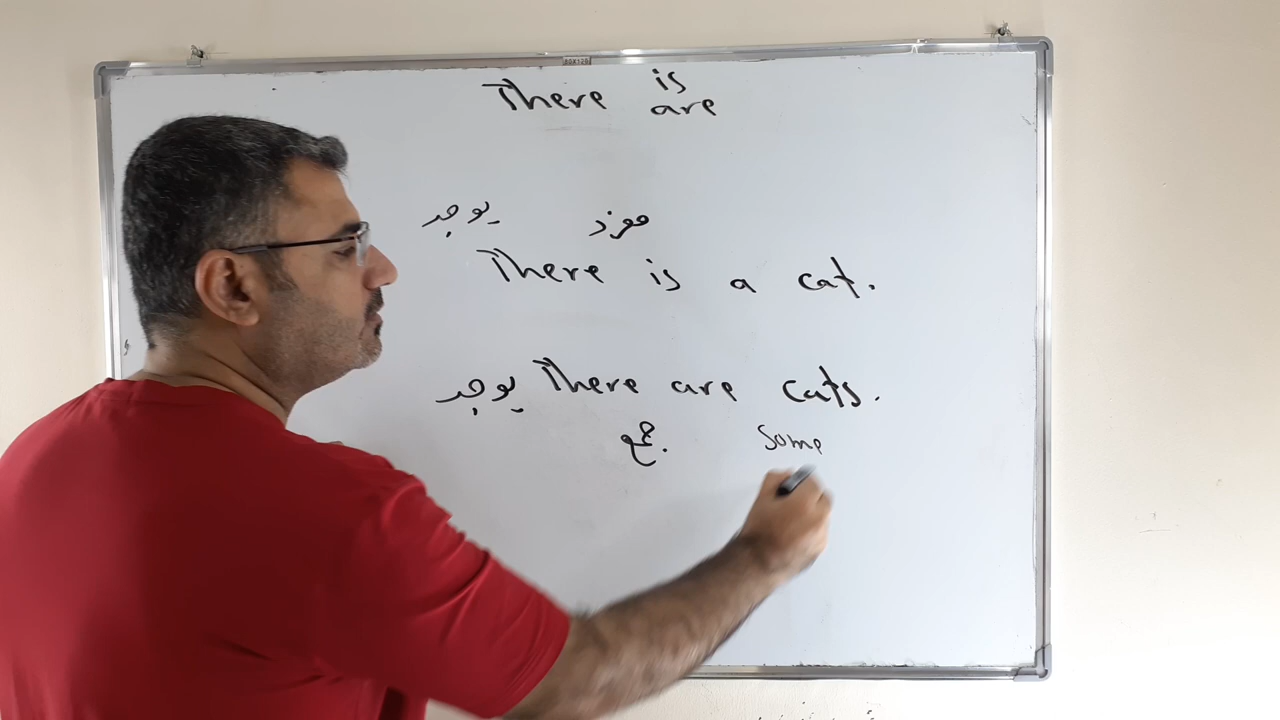 There is
are
يوجد مفرد
There is a cat.
يوجد There are cats.
جمع Some